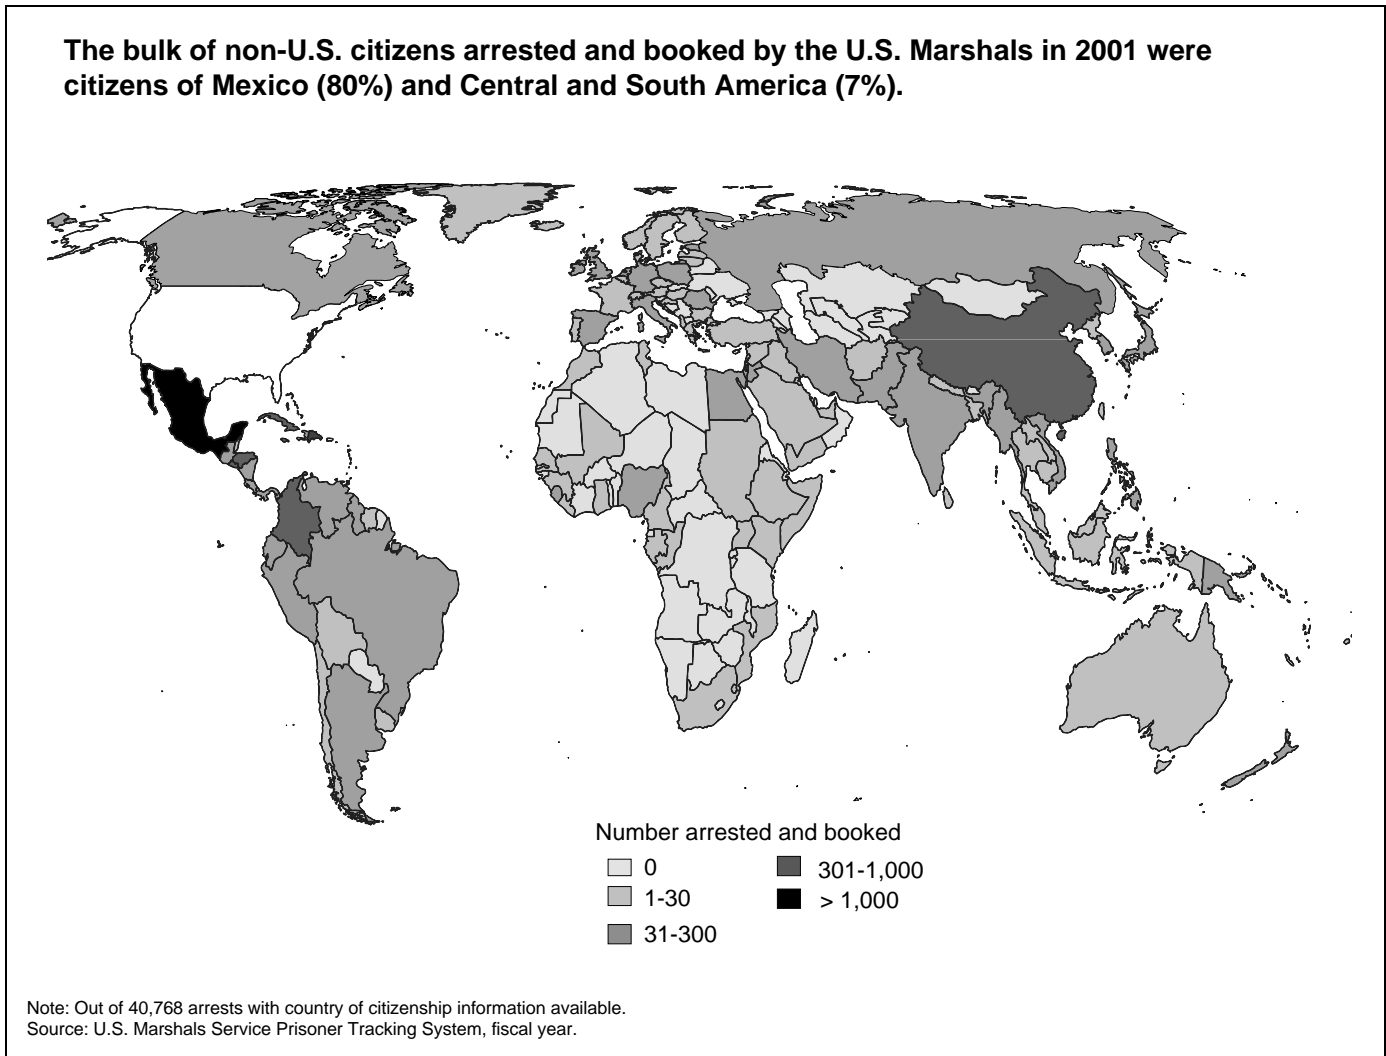 The bulk of non-U.S. citizens arrested and booked by the U.S. Marshals in 2001 were
citizens of Mexico (80%) and Central and South America (7%).
Number arrested and booked
0
1-30
31-300
301-1,000
> 1,000
Note: Out of 40,768 arrests with country of citizenship information available.
Source: U.S. Marshals Service Prisoner Tracking System, fiscal year.